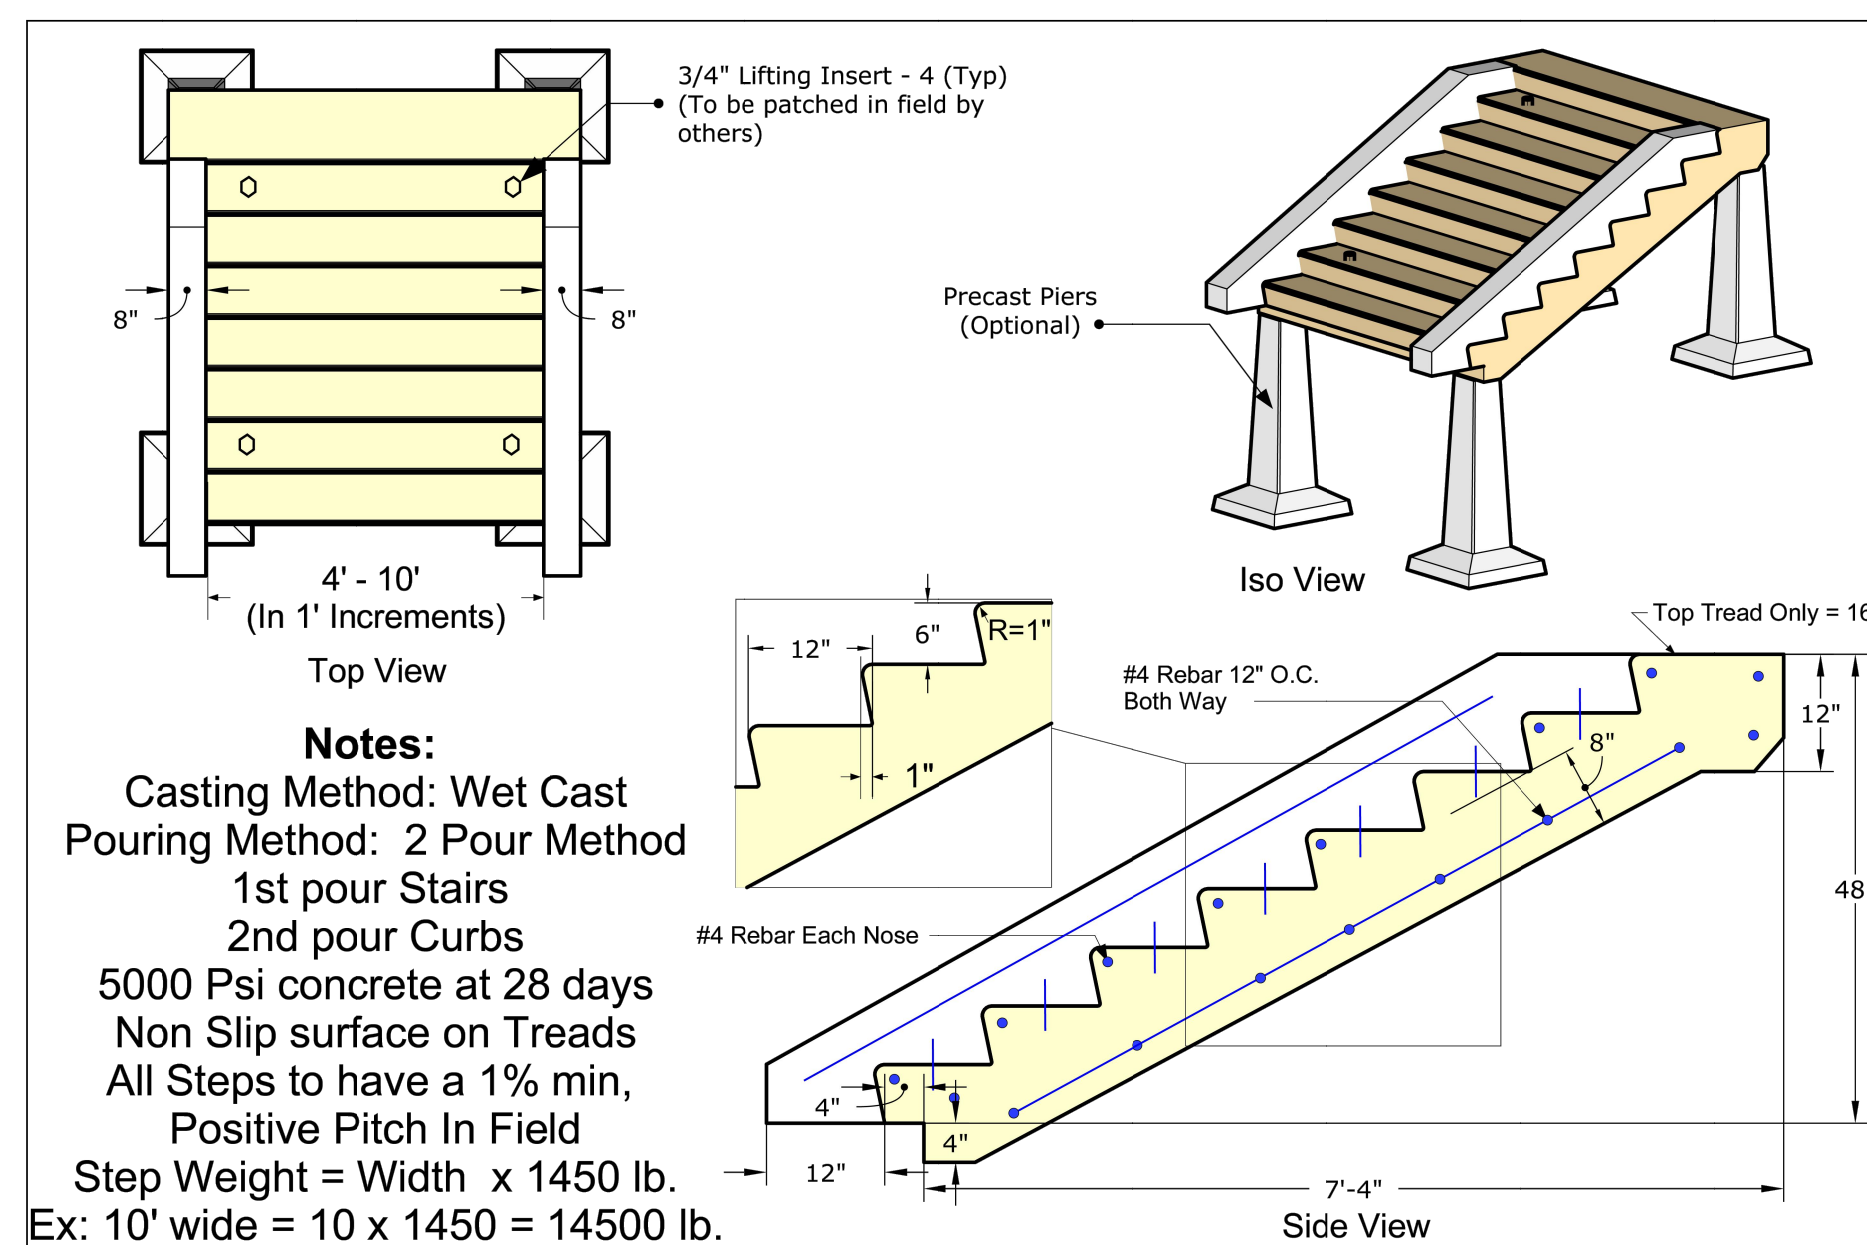 3/4" Lifting Insert - 4 (Typ)
(To be patched in field by
others)
8"
8"
4' - 10'
(In 1' Increments)
Top View
Precast Piers
(Optional)
Iso View
Notes:
Casting Method: Wet Cast
Pouring Method:  2 Pour Method
1st pour Stairs
2nd pour Curbs
5000 Psi concrete at 28 days
Non Slip surface on Treads
All Steps to have a 1% min,
Positive Pitch In Field
Step Weight = Width  x 1450 lb.
Ex: 10' wide = 10 x 1450 = 14500 lb.
12"
6"
R=1"
1"
Top Tread Only = 16
#4 Rebar 12" O.C.
Both Way
8"
12"
48
#4 Rebar Each Nose
4"
4"
12"
7'-4"
Side View